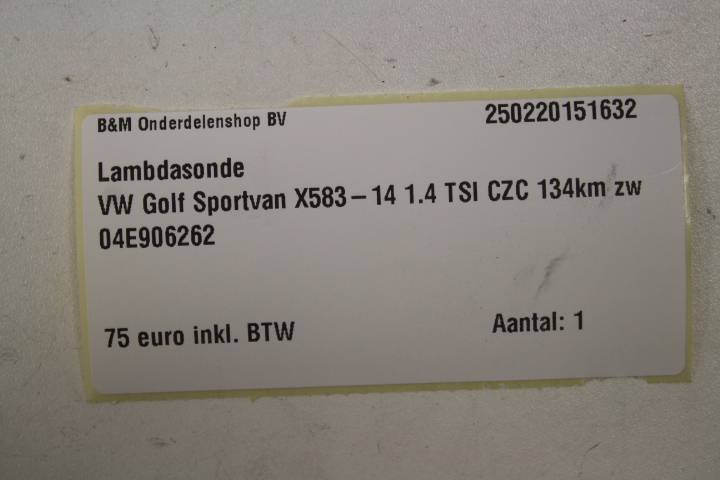 B&M Onderdelenshop BV 250220151632
Lambdasonde
VW Golf Sportvan X583-14 1.4 TSI CZC 134km zw
04E906262
75 euro inkl. BTW Aantal: 1